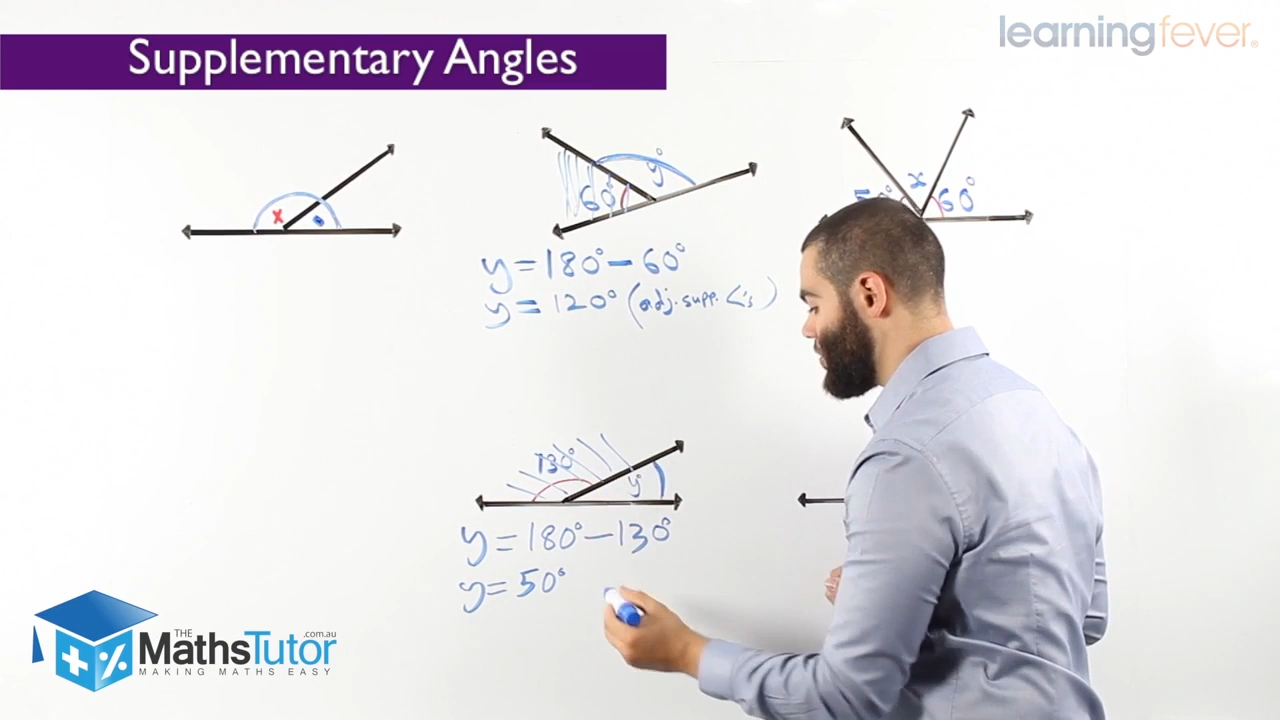 Supplementary Angles
learningfever®
x
60° y°
x 60°
y = 180° - 60°
y = 120° (adj. supp. <'s)
130° y°
y = 180° - 130°
y = 50°
THE MathsTutor.com.au
MAKING MATHS EASY